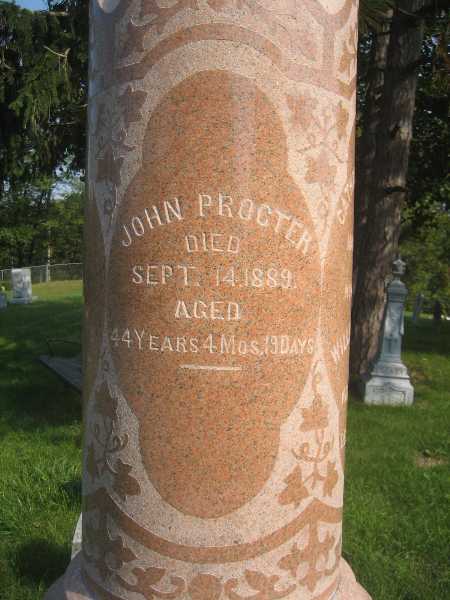 JOHN PROCTER
DIED
SEPT. 14.1889.
AGED
44 YEARS 4 MOS, 19 DAYS